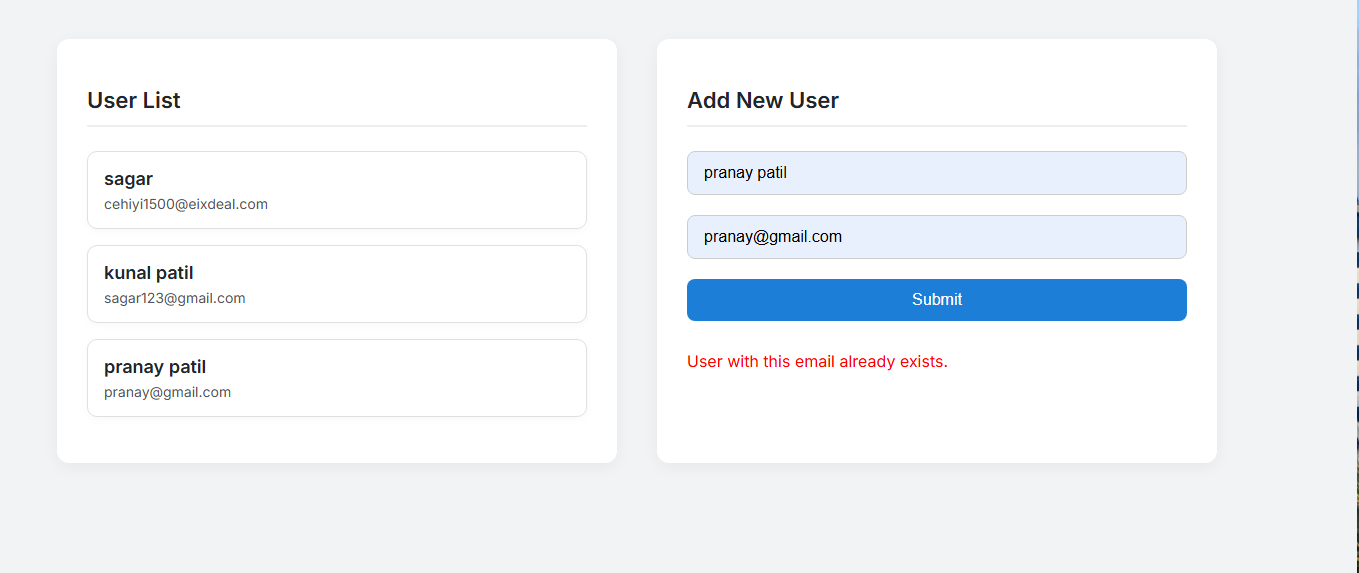 User List
sagar
cehiyi1500@eixdeal.com
kunal patil
sagar123@gmail.com
pranay patil
pranay@gmail.com
Add New User
pranay patil
pranay@gmail.com
Submit
User with this email already exists.